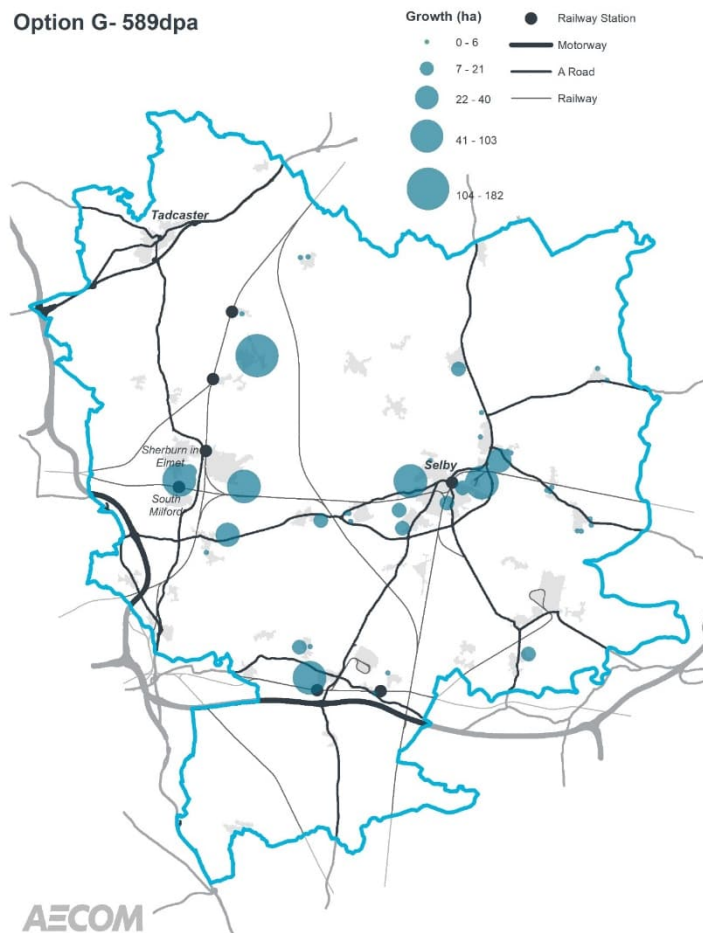 Option G- 589dpa
Growth (ha)
0 - 6
7 - 21
22 - 40
41 - 103
104 - 182
Railway Station
Motorway
A Road
Railway
Tadcaster
Sherburn in
Elmet
South
Milford
Selby
AECOM